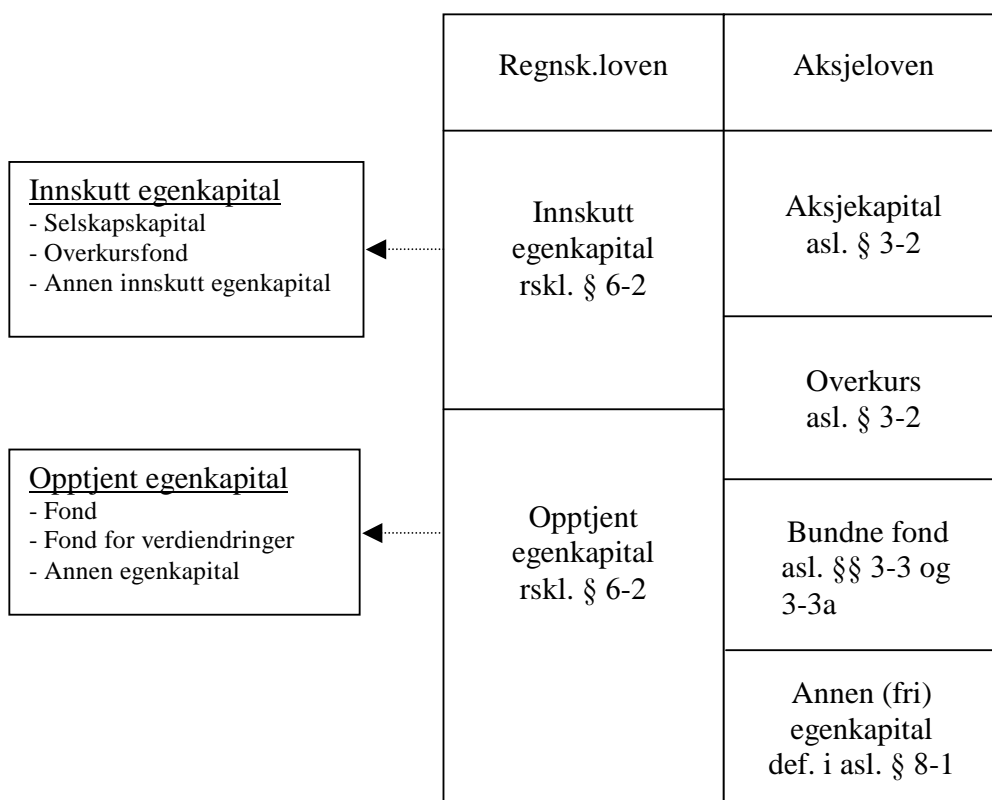 Regnsk.loven
Aksjeloven
Innskutt egenkapital
- Selskapskapital
- Overkursfond
- Annen innskutt egenkapital
Innskutt
egenkapital
rskl. § 6-2
Aksjekapital
asl. § 3-2
Overkurs
asl. § 3-2
Opptjent egenkapital
- Fond
- Fond for verdiendringer
- Annen egenkapital
Opptjent
egenkapital
rskl. § 6-2
Bundne fond
asl. §§ 3-3 og
3-3a
Annen (fri)
egenkapital
def. i asl. § 8-1